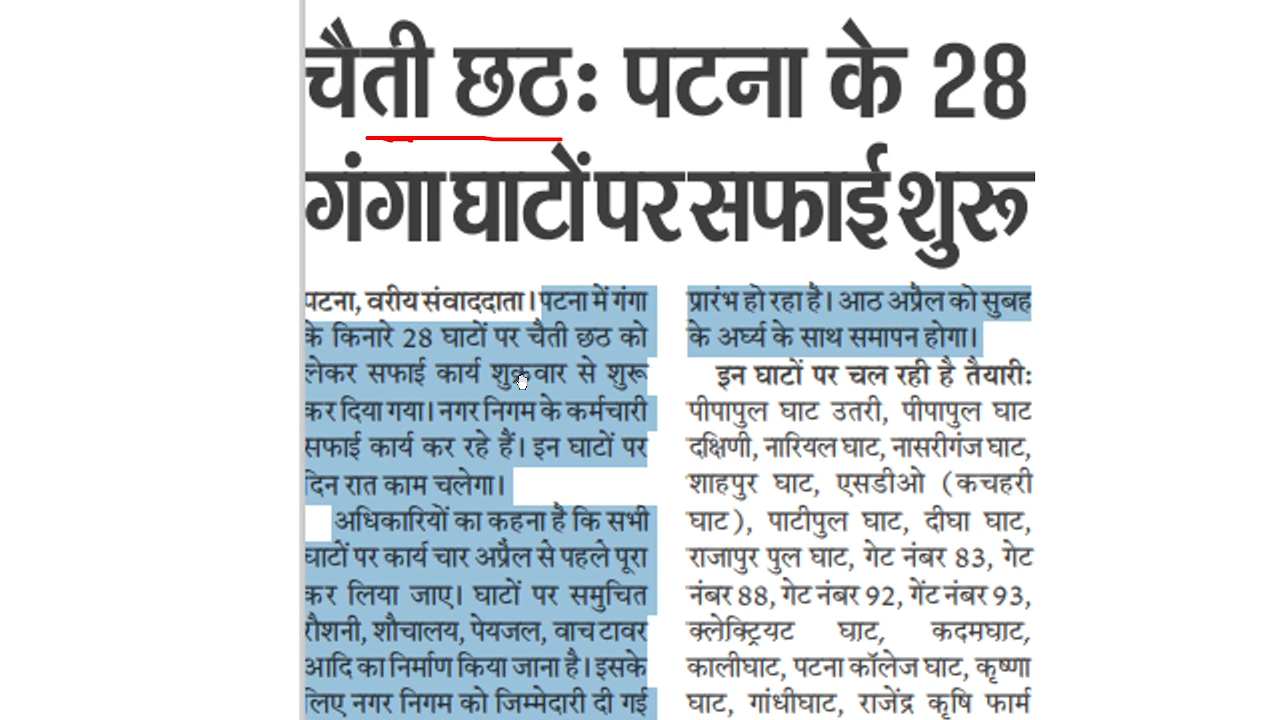 चैती छठः पटना के 28
गंगा घाटों पर सफाई शुरू
पटना, वरीय संवाददाता। पटना में गंगा
के किनारे 28 घाटों पर चैती छठ को
लेकर सफाई कार्य शुक्रवार से शुरू
कर दिया गया। नगर निगम के कर्मचारी
सफाई कार्य कर रहे हैं। इन घाटों पर
दिन रात काम चलेगा।
अधिकारियों का कहना है कि सभी
घाटों पर कार्य चार अप्रैल से पहले पूरा
कर लिया जाए। घाटों पर समुचित
रौशनी, शौचालय, पेयजल, वाच टावर
आदि का निर्माण किया जाना है। इसके
लिए नगर निगम को जिम्मेदारी दी गई
प्रारंभ हो रहा है। आठ अप्रैल को सुबह
के अर्घ्य के साथ समापन होगा।
इन घाटों पर चल रही है तैयारी:
पीपापुल घाट उतरी, पीपापुल घाट
दक्षिणी, नारियल घाट, नासरीगंज घाट,
शाहपुर घाट, एसडीओ (कचहरी
घाट), पाटीपुल घाट, दीघा घाट,
राजापुर पुल घाट, गेट नंबर 83, गेट
नंबर 88, गेट नंबर 92, गेंट नंबर 93,
क्लेक्ट्रियट घाट, कदमघाट,
कालीघाट, पटना कॉलेज घाट, कृष्णा
घाट, गांधीघाट, राजेंद्र कृषि फार्म